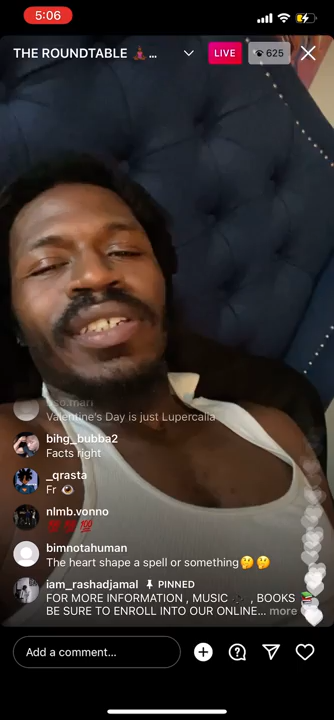 5:06
THE ROUNDTABLE 🧘🏾‍♂️ ...
LIVE
625
Valentine's Day is just Lupercalia
bihg_bubba2
Facts right
_qrasta
Fr 👁️
nlmb.vonno
💯💯💯
bimnotahuman
The heart shape a spell or something🤔🤔
iam_rashadjamal PINNED
FOR MORE INFORMATION , MUSIC , BOOKS 📚
BE SURE TO ENROLL INTO OUR ONLINE... more
Add a comment...